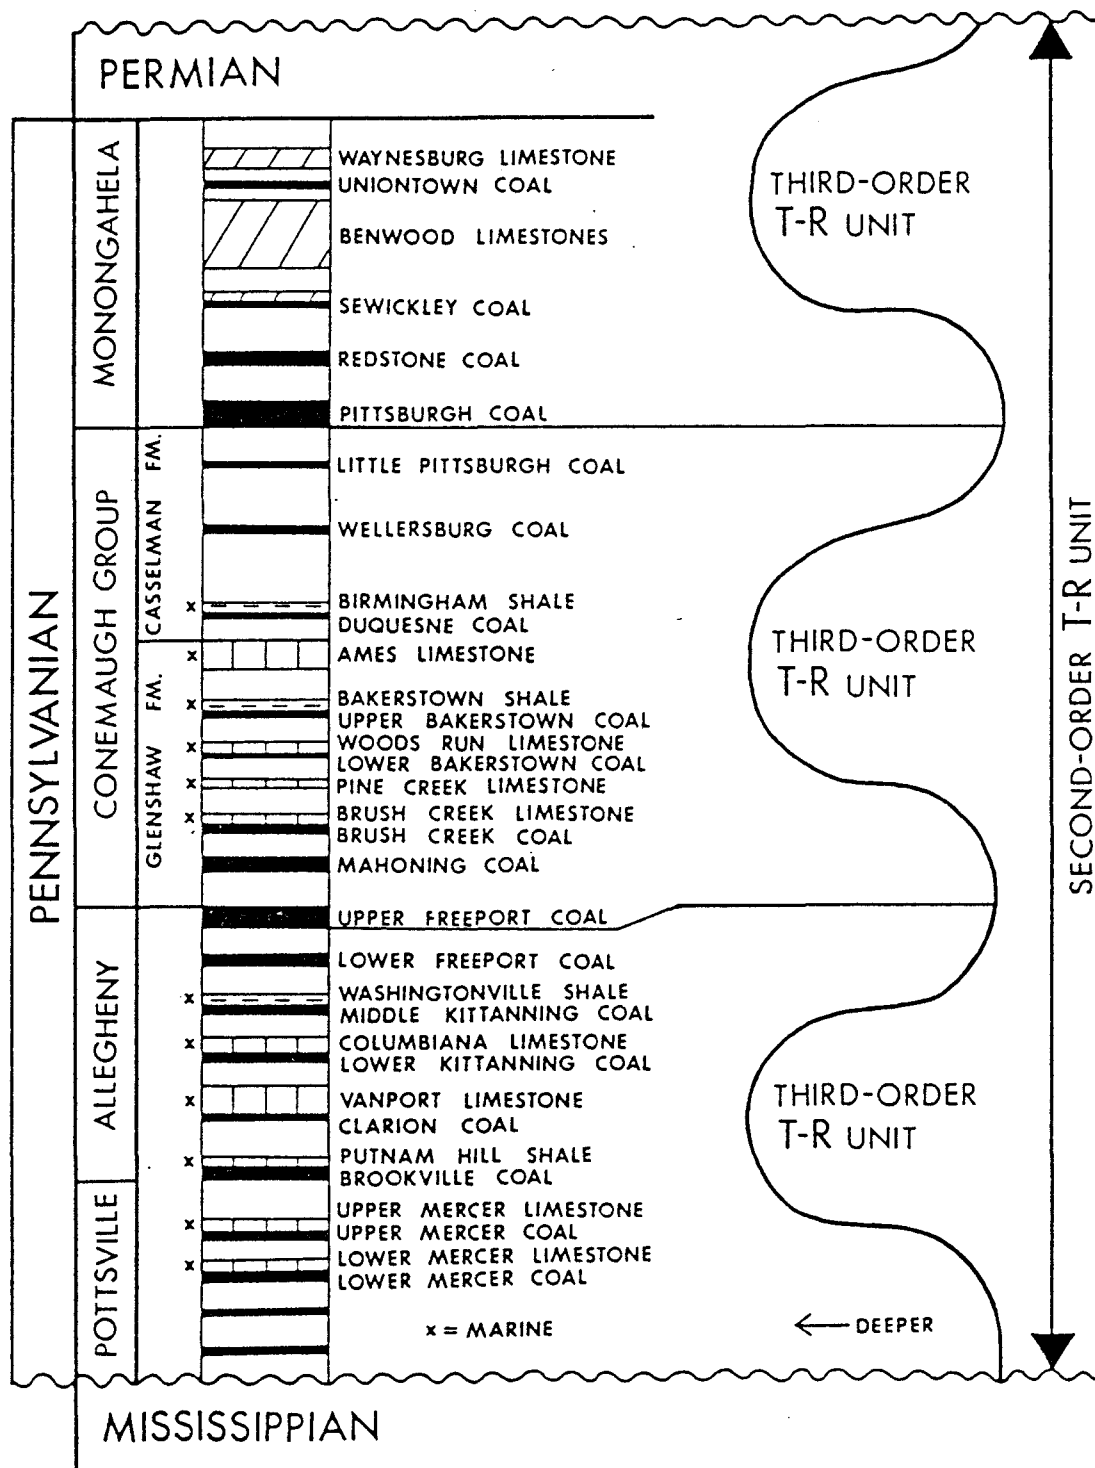 PERMIAN
PENNSYLVANIAN
MONONGAHELA
WAYNESBURG LIMESTONE
UNIONTOWN COAL
BENWOOD LIMESTONES
SEWICKLEY COAL
REDSTONE COAL
PITTSBURGH COAL
CONEMAUGH GROUP
CASSELMAN FM.
LITTLE PITTSBURGH COAL
WELLERSBURG COAL
x BIRMINGHAM SHALE
DUQUESNE COAL
GLENSHAW FM.
x AMES LIMESTONE
x BAKERSTOWN SHALE
UPPER BAKERSTOWN COAL
x WOODS RUN LIMESTONE
LOWER BAKERSTOWN COAL
x PINE CREEK LIMESTONE
x BRUSH CREEK LIMESTONE
BRUSH CREEK COAL
MAHONING COAL
ALLEGHENY
UPPER FREEPORT COAL
LOWER FREEPORT COAL
x WASHINGTONVILLE SHALE
MIDDLE KITTANNING COAL
x COLUMBIANA LIMESTONE
LOWER KITTANNING COAL
x VANPORT LIMESTONE
CLARION COAL
x PUTNAM HILL SHALE
BROOKVILLE COAL
POTTSVILLE
UPPER MERCER LIMESTONE
x UPPER MERCER COAL
LOWER MERCER LIMESTONE
x LOWER MERCER COAL
x = MARINE
DEEPER
MISSISSIPPIAN
THIRD-ORDER
T-R UNIT
THIRD-ORDER
T-R UNIT
THIRD-ORDER
T-R UNIT
SECOND-ORDER T-R UNIT